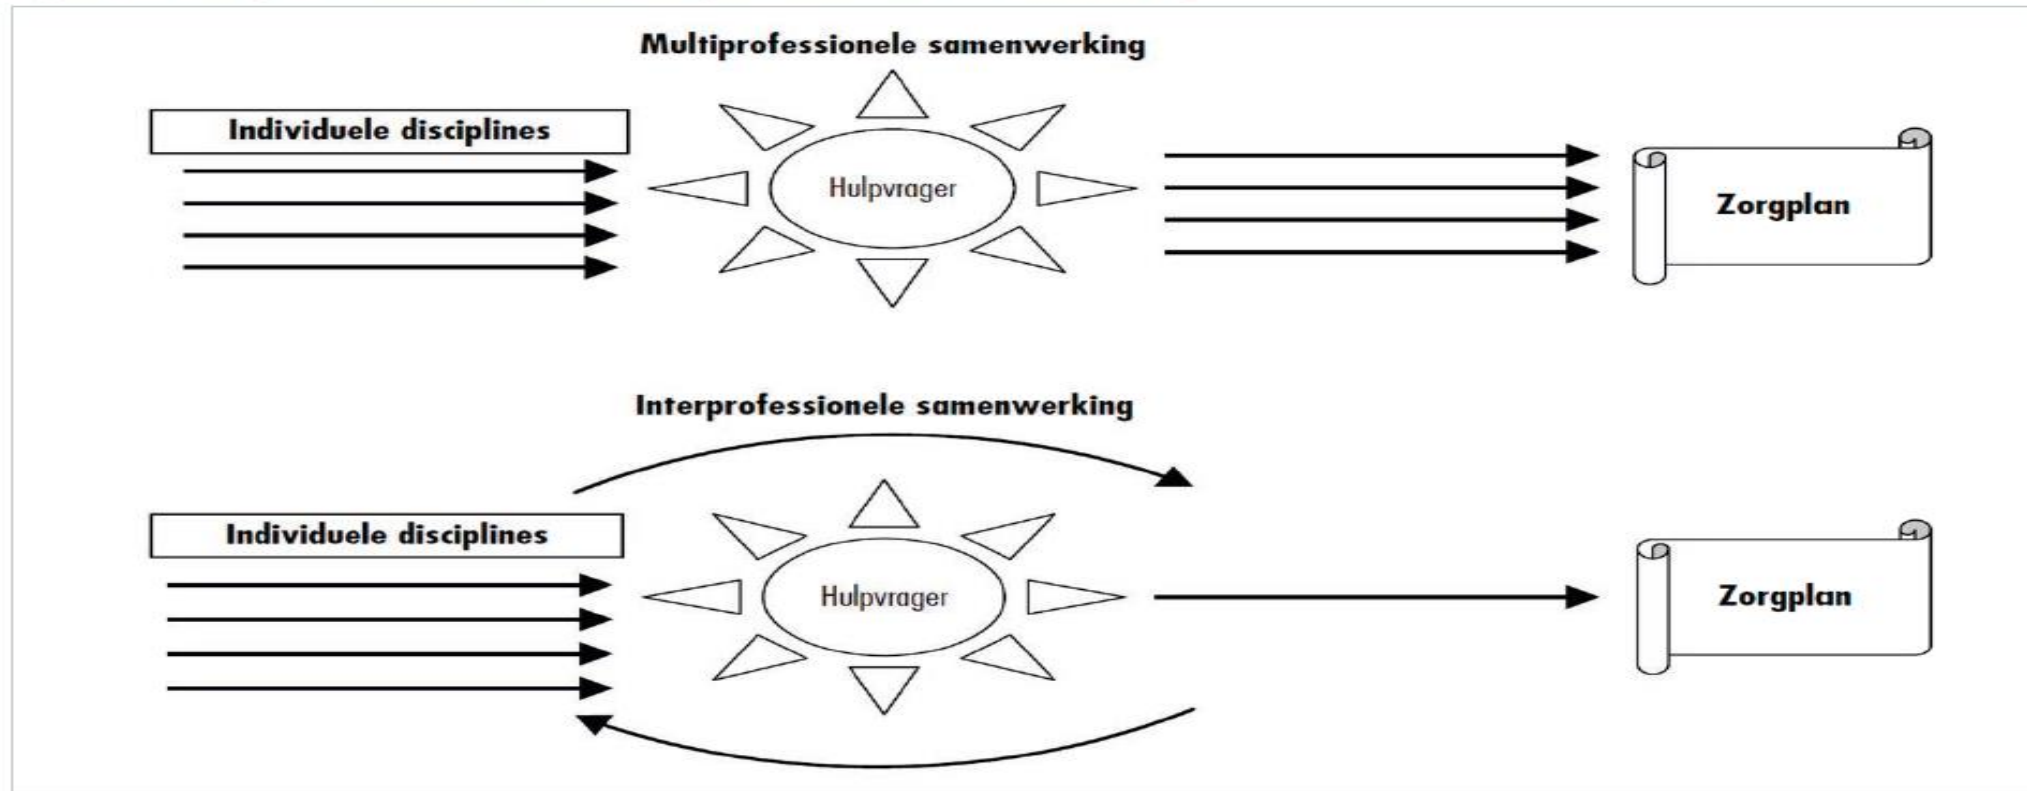 Multiprofessionele samenwerking
Individuele disciplines
Hulpvrager
Zorgplan
Interprofessionele samenwerking
Individuele disciplines
Hulpvrager
Zorgplan